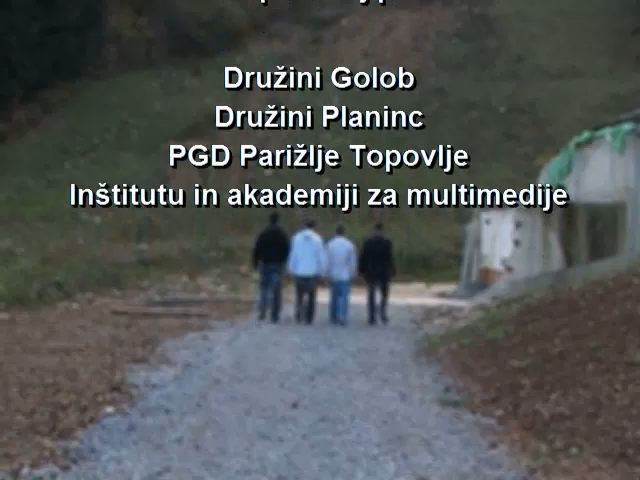 Družini Golob
Družini Planinc
PGD Parižlje Topovlje
Inštitutu in akademiji za multimedije